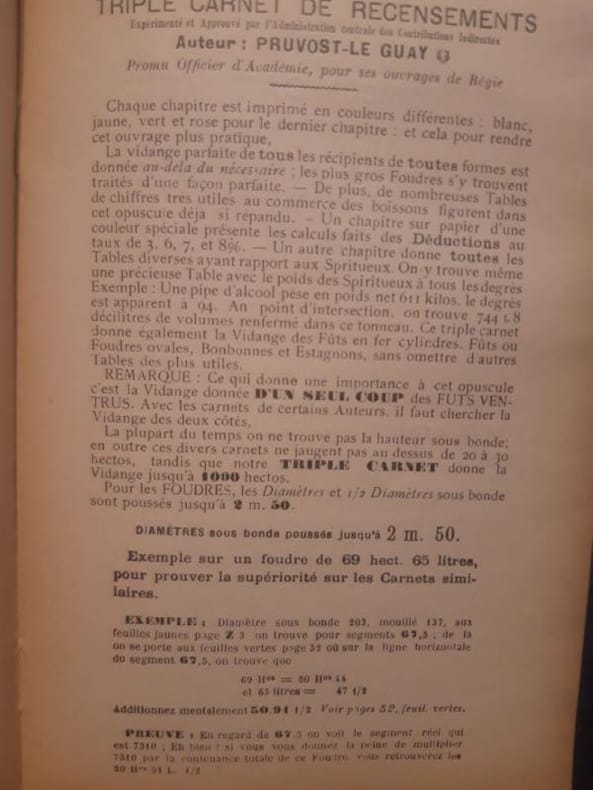 TRIPLE CARNET DE RECENSEMENTS
Expérimenté et Approuvé par l'Administration centrale des Contributions Indirectes
Auteur : PRUVOST-LE GUAY
Promu Officier d'Académie, pour ses ouvrages de Régie
Chaque chapitre est imprimé en couleurs différentes : blanc,
jaune, vert et rose pour le dernier chapitre : et cela pour rendre
cet ouvrage plus pratique,
La vidange parfaite de tous les récipients de toutes formes est
donnée au-dela du nécessaire ; les plus gros Foudres s'y trouvent
traités d'une façon parfaite. — De plus, de nombreuses Tables
de chiffres très utiles au commerce des boissons figurent dans
cet opuscule déja si répandu. - Un chapitre sur papier d'une
couleur spéciale présente les calculs faits des Déductions au
taux de 3, 6, 7, et 8%. — Un autre chapitre donne toutes les
Tables diverses ayant rapport aux Spritueux. On y trouve même
une précieuse Table avec le poids des Spiritueux à tous les degrés
Exemple : Une pipe d'alcool pese en poids net 611 kilos, le degrès
est apparent à 94. An point d'intersection, on trouve 744 l.8
décilitres de volumes renfermé dans ce tonneau. Ce triple carnet
donne également la Vidange des Fûts en fer cylindres. Fûts ou
Foudres ovales, Bonbonnes et Estagnons, sans omettre d'autres
Tables des plus utiles.
REMARQUE : Ce qui donne une importance à cet opuscule
c'est la Vidange donnée D'UN SEUL COUP des FUTS VEN-
TRUS. Avec les carnets de certains Auteurs, il faut chercher la
Vidange des deux côtés,
La plupart du temps on ne trouve pas la hauteur sous bonde;
en outre ces divers carnets ne jaugent pas au dessus de 20 à 30
hectos, tandis que notre TRIPLE CARNET donne la
Vidange jusqu'à 1000 hectos.
Pour les FOUDRES, les Diamètres et 1/2 Diamètres sous bonde
sont poussés jusqu'à 2 m. 50.
DIAMÈTRES sous bonde poussés jusqu'à 2 m. 50.
Exemple sur un foudre de 69 hect. 65 litres,
pour prouver la supériorité sur les Carnets simi-
laires.
EXEMPLE : Diamètre sous bonde 203, mouillé 137, aux
feuilles jaunes page Z 3 on trouve pour segments 67,5 ; de là
on se porte aux feuilles vertes page 52 où sur la ligne horizontale
du segment 67,5, on trouve que
69 Hos = 50 Hos 44
et 65 litres = 47 1/2
Additionnez mentalement 50.91 1/2 Voir pages 52, feuil. vertes.
PREUVE : En regard de 67.5 on voit le segment réel qui
est 7310 ; Eh bien ! si vous vous donnez la peine de multiplier
7310 par la contenance totale de ce Foudre, vous retrouverez les
50 Hos 91 L. 1/2